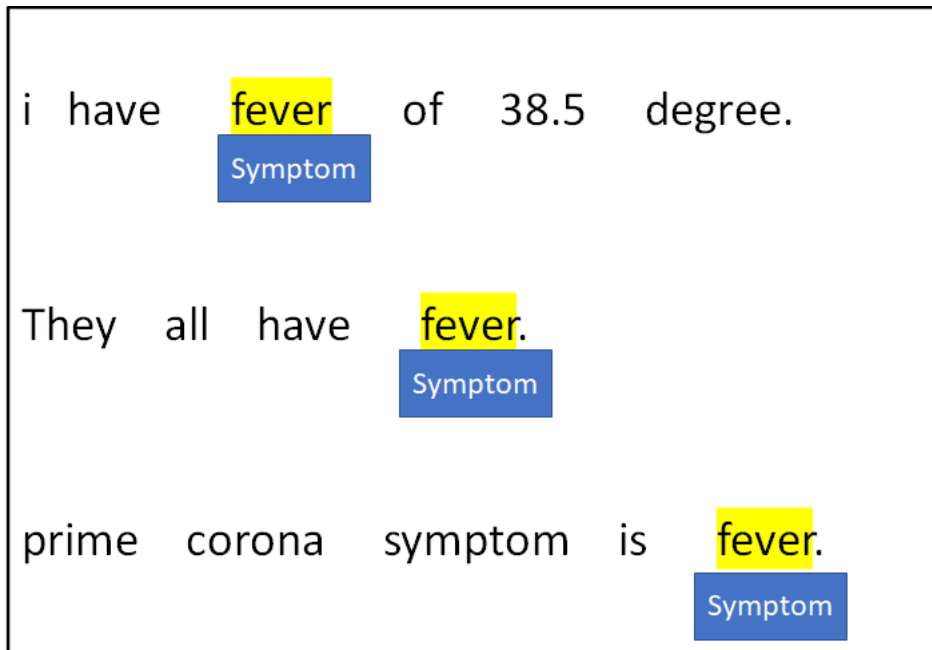 i have fever of 38.5 degree.
Symptom
They all have fever.
Symptom
prime corona symptom is fever.
Symptom